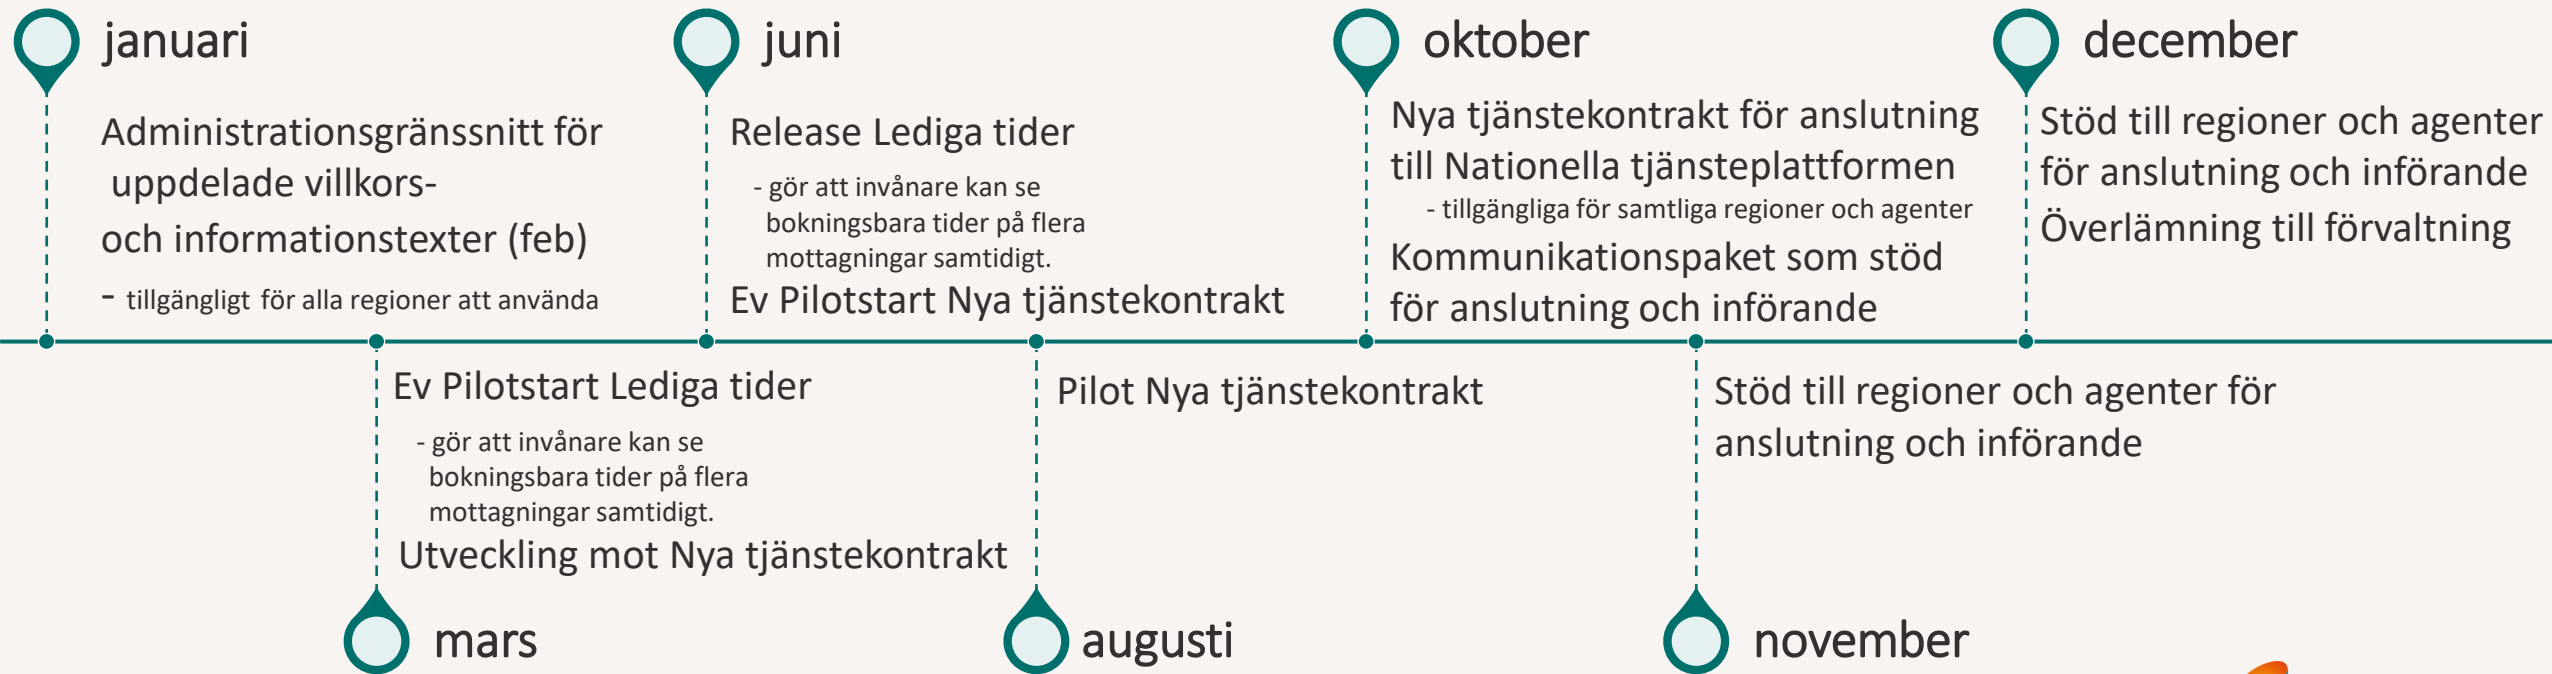 januari
Administrationsgränssnitt för
uppdelade villkors-
och informationstexter (feb)
- tillgängligt för alla regioner att använda
juni
Release Lediga tider
- gör att invånare kan se
bokningsbara tider på flera
mottagningar samtidigt.
Ev Pilotstart Nya tjänstekontrakt
oktober
Nya tjänstekontrakt för anslutning
till Nationella tjänsteplattformen
- tillgängliga för samtliga regioner och agenter
Kommunikationspaket som stöd
för anslutning och införande
december
Stöd till regioner och agenter
för anslutning och införande
Överlämning till förvaltning
Ev Pilotstart Lediga tider
- gör att invånare kan se
bokningsbara tider på flera
mottagningar samtidigt.
Utveckling mot Nya tjänstekontrakt
mars
Pilot Nya tjänstekontrakt
augusti
Stöd till regioner och agenter för
anslutning och införande
november